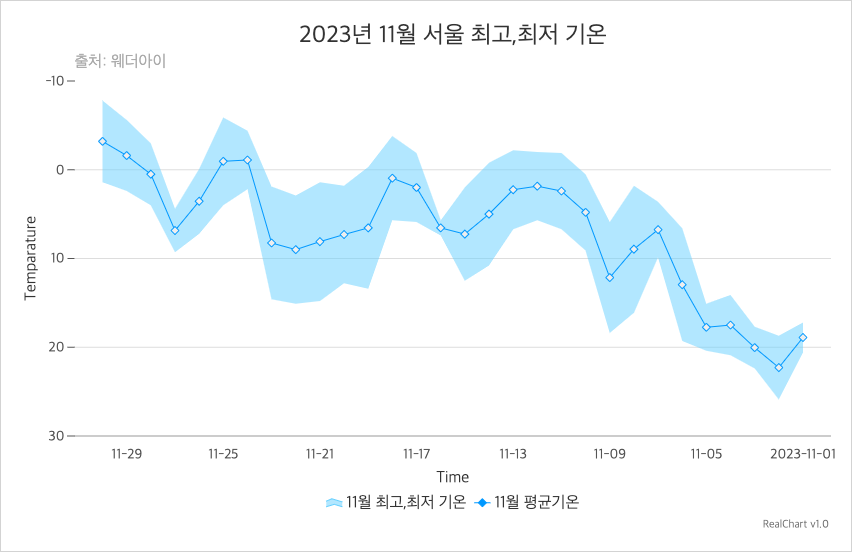 2023년 11월 서울 최고,최저 기온
출처: 웨더아이
-10
0
10
20
30
Temparature
11-29 11-25 11-21 11-17 11-13 11-09 11-05 2023-11-01
Time
11월 최고,최저 기온 11월 평균기온
RealChart v1.0